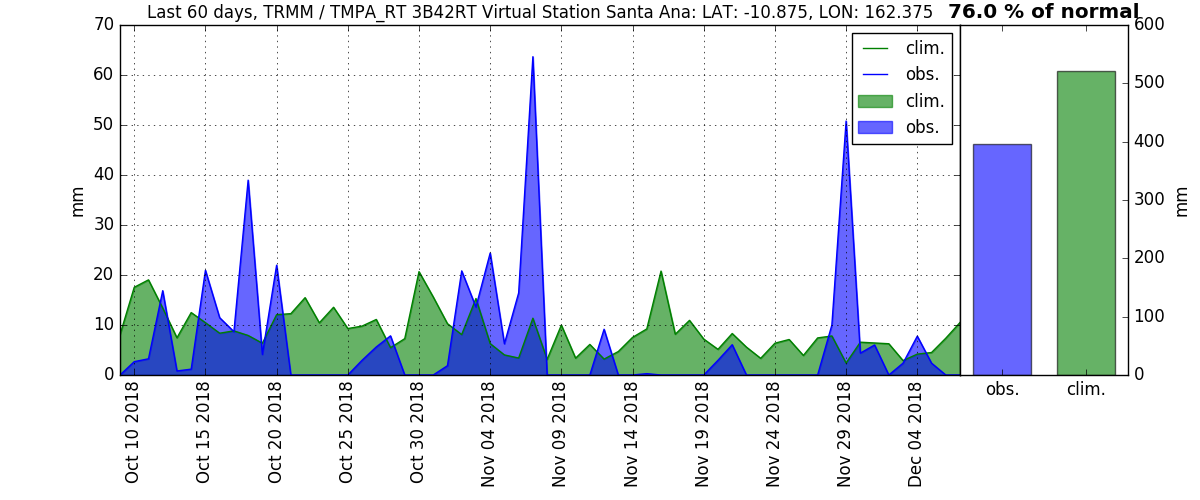 Last 60 days, TRMM / TMPA_RT 3B42RT Virtual Station Santa Ana: LAT: -10.875, LON: 162.375 76.0 % of normal
70
60
50
40
30
20
10
0
mm
clim.
obs.
clim.
obs.
Oct 10 2018
Oct 15 2018
Oct 20 2018
Oct 25 2018
Oct 30 2018
Nov 04 2018
Nov 09 2018
Nov 14 2018
Nov 19 2018
Nov 24 2018
Nov 29 2018
Dec 04 2018
600
500
400
300
200
100
0
mm
obs.
clim.